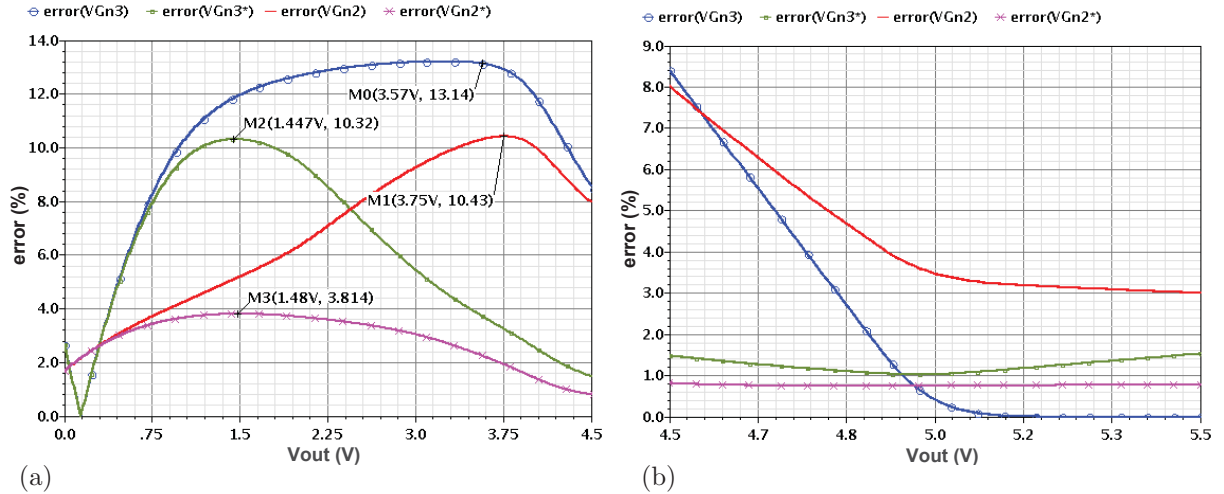 error(VGn3) error(VGn3*) error(VGn2) error(VGn2*)
14.0
12.0
10.0
8.0
6.0
4.0
2.0
0.0
error (%)
M0(3.57V, 13.14)
M2(1.447V, 10.32)
M1(3.75V, 10.43)
M3(1.48V, 3.814)
0.0 .75 1.5 2.25 3.0 3.75 4.5
Vout (V)
(a)
error(VGn3) error(VGn3*) error(VGn2) error(VGn2*)
9.0
8.0
7.0
6.0
5.0
4.0
3.0
2.0
1.0
0.0
error (%)
4.5 4.7 4.8 5.0 5.2 5.3 5.5
Vout (V)
(b)